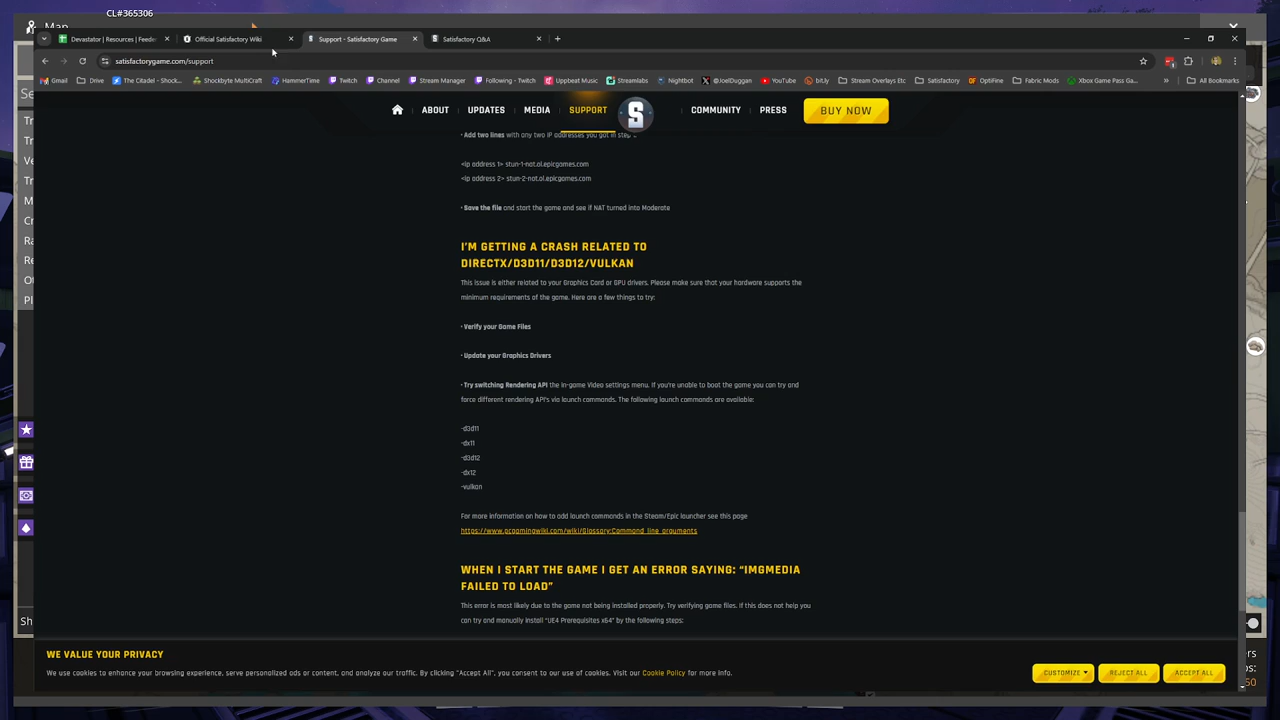 CL#365306
Devastator | Resources | Feed
Official Satisfactory Wiki
Support - Satisfactory Game
Satisfactory Q&A
satisfactorygame.com/support
Gmail
Drive
The Citadel - Shock...
Shockbyte MultiCraft
HammerTime
Twitch
Channel
Stream Manager
Following - Twitch
Uppbeat Music
Streamlabs
Nightbot
@JoelDuggan
YouTube
bit.ly
Stream Overlays Etc
Satisfactory
OptiFine
Fabric Mods
Xbox Game Pass Ga...
»
All Bookmarks
ABOUT
UPDATES
MEDIA
SUPPORT
S
COMMUNITY
PRESS
BUY NOW
· Add two lines with any two IP addresses you got in step
<ip address 1> stun-1-nat.ol.epicgames.com
<ip address 2> stun-2-nat.ol.epicgames.com
· Save the file and start the game and see if NAT turned into Moderate
I'M GETTING A CRASH RELATED TO
DIRECTX/D3D11/D3D12/VULKAN
This issue is either related to your Graphics Card or GPU drivers. Please make sure that your hardware supports the
minimum requirements of the game. Here are a few things to try:
· Verify your Game Files
· Update your Graphics Drivers
· Try switching Rendering API the in-game Video settings menu. If you're unable to boot the game you can try and
force different rendering API's via launch commands. The following launch commands are available:
-d3d11
-dx11
-d3d12
-dx12
-vulkan
For more information on how to add launch commands in the Steam/Epic launcher see this page
https://www.pcgamingwiki.com/wiki/Glossary:Command_line_arguments
WHEN I START THE GAME I GET AN ERROR SAYING: “IMGMEDIA
FAILED TO LOAD”
This error is most likely due to the game not being installed properly. Try verifying game files. If this does not help you
can try and manually install “UE4 Prerequisites x64” by the following steps:
WE VALUE YOUR PRIVACY
We use cookies to enhance your browsing experience, serve personalized ads or content, and analyze our traffic. By clicking "Accept All", you consent to our use of cookies. Visit our Cookie Policy for more info.
CUSTOMIZE
REJECT ALL
ACCEPT ALL